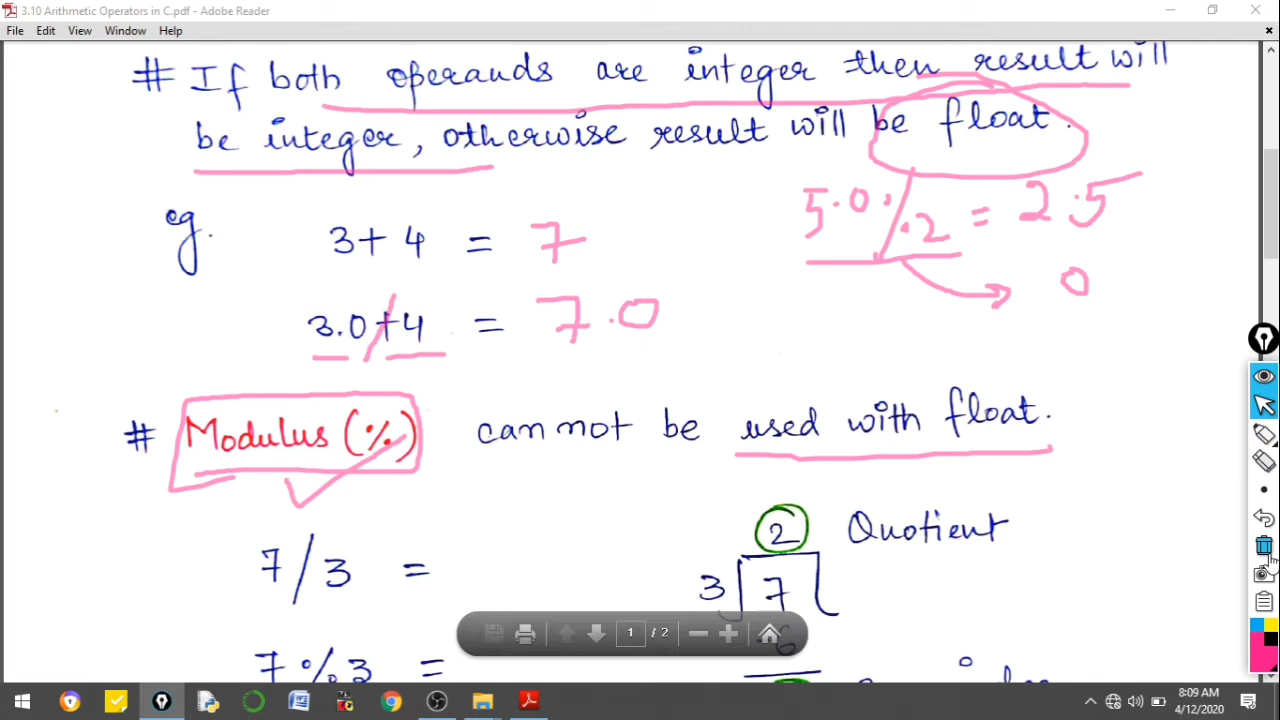 3.10 Arithmetic Operators in C.pdf - Adobe Reader
File Edit View Window Help
# If both operands are integer then result will
be integer, otherwise result will be float.
5.0/.2 = 2.5
eg. 3+4 = 7
0
3.0+4 = 7.0
# Modulus (%) can not be used with float.
2 Quotient
7/3 =
3 7
1 / 2
6
7%3 =
8:09 AM
4/12/2020